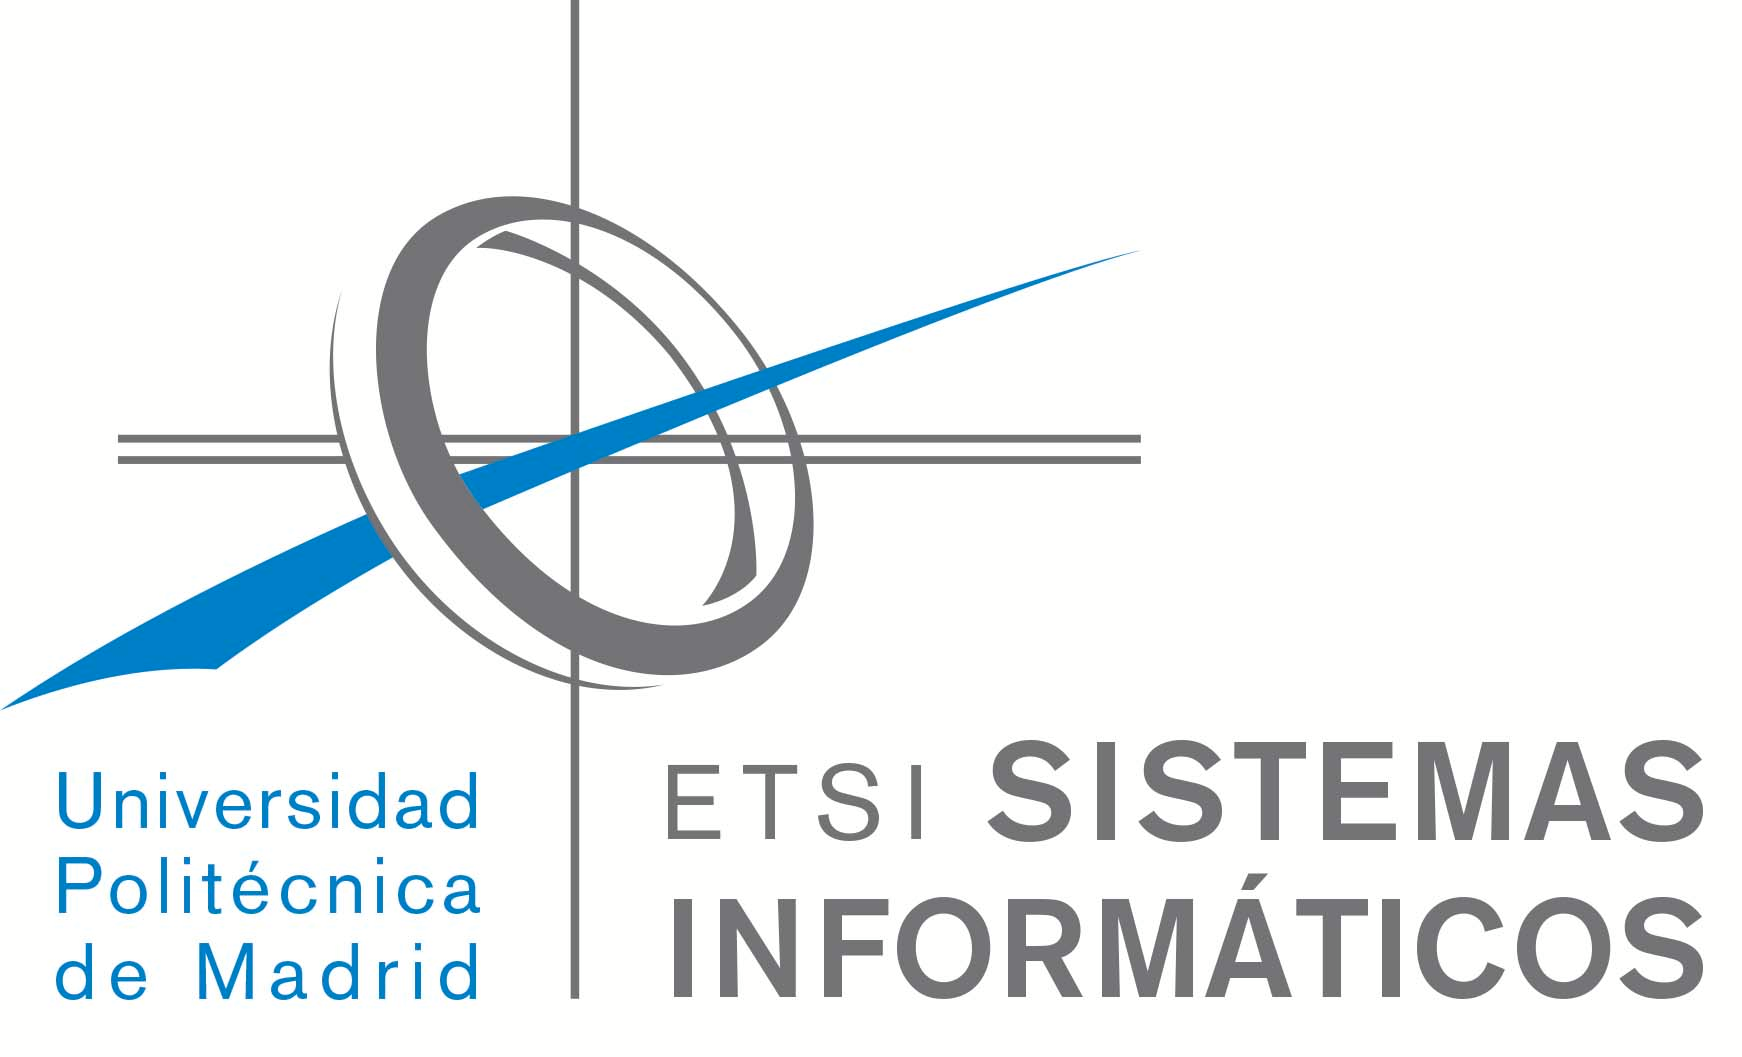 Universidad
Politécnica
de Madrid
ETSI SISTEMAS
INFORMÁTICOS